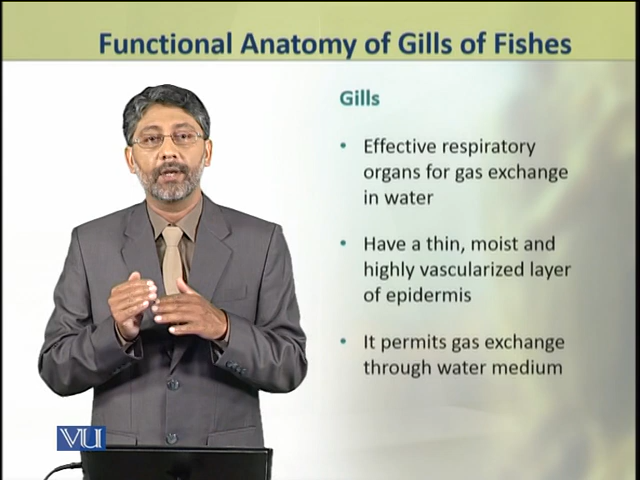 Functional Anatomy of Gills of Fishes
Gills
• Effective respiratory
organs for gas exchange
in water
• Have a thin, moist and
highly vascularized layer
of epidermis
• It permits gas exchange
through water medium
VU